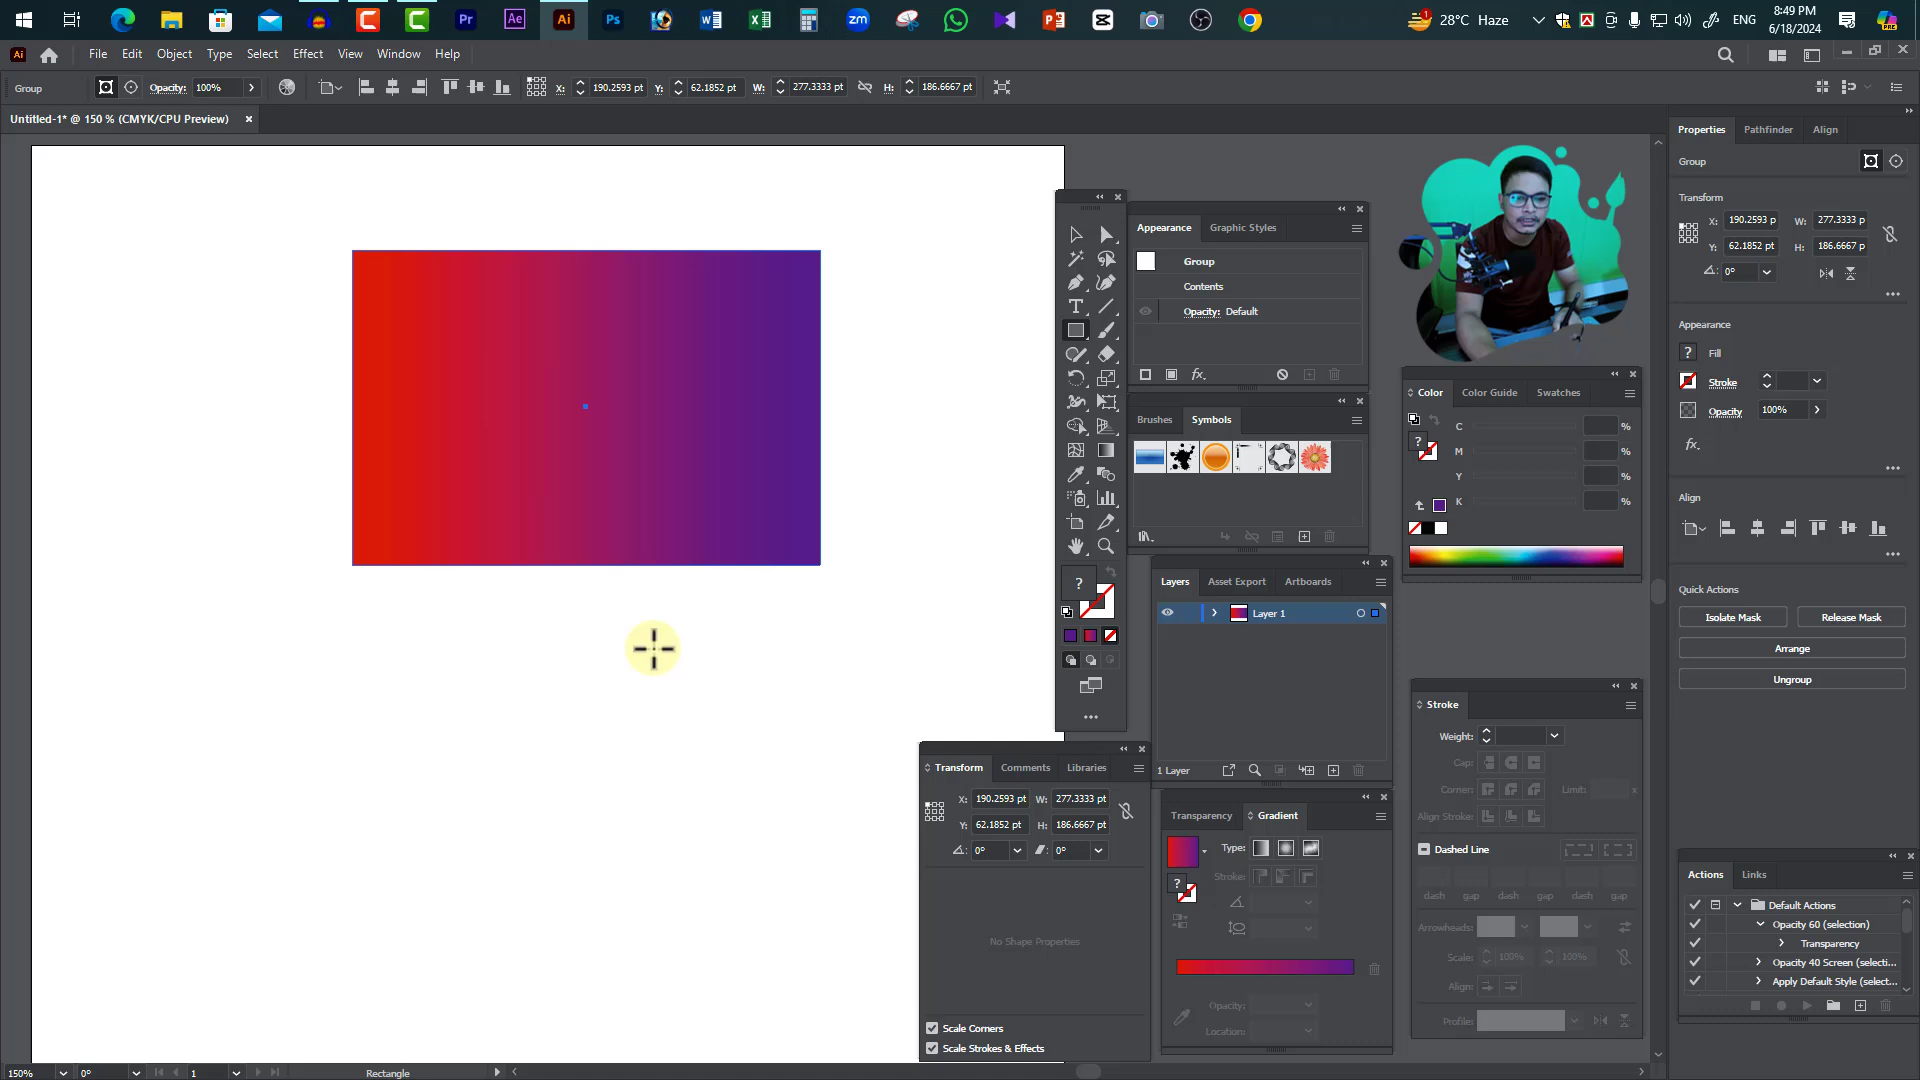 28°C Haze
ENG
8:49 PM
6/18/2024
File Edit Object Type Select Effect View Window Help
Group
Opacity: 100%
X: 190.2593 pt
Y: 62.1852 pt
W: 277.3333 pt
H: 186.6667 pt
Untitled-1* @ 150 % (CMYK/CPU Preview)
Appearance
Graphic Styles
Group
Contents
Opacity: Default
Brushes
Symbols
Layers
Asset Export
Artboards
Layer 1
1 Layer
Transform
Comments
Libraries
X: 190.2593 pt
W: 277.3333 pt
Y: 62.1852 pt
H: 186.6667 pt
0°
0°
No Shape Properties
Scale Corners
Scale Strokes & Effects
Transparency
Gradient
Type:
Stroke:
Opacity:
Location:
Color
Color Guide
Swatches
C %
M %
Y %
K %
Stroke
Weight:
Cap:
Corner:
Limit: x
Align Stroke:
Dashed Line
dash gap dash gap dash gap
Arrowheads:
Scale: 100% 100%
Align:
Profile:
Properties
Pathfinder
Align
Group
Transform
X: 190.2593 p
W: 277.3333 p
Y: 62.1852 pt
H: 186.6667 p
0°
Appearance
? Fill
Stroke
Opacity 100%
fx.
Align
Quick Actions
Isolate Mask
Release Mask
Arrange
Ungroup
Actions
Links
Default Actions
Opacity 60 (selection)
Transparency
Opacity 40 Screen (selecti...
Apply Default Style (select...
150%
0°
1
Rectangle